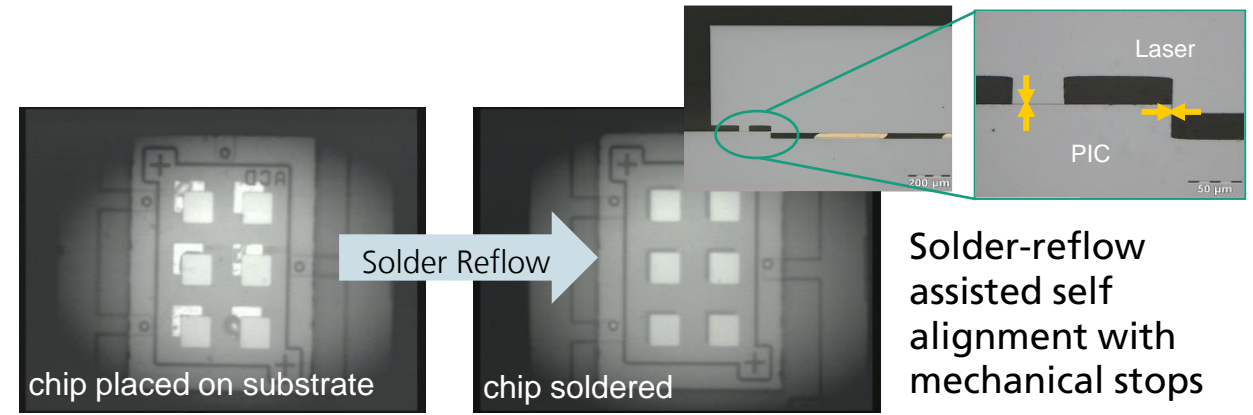 Laser
PIC
200 µm
50 µm
ACD
Solder Reflow
chip placed on substrate
chip soldered
Solder-reflow
assisted self
alignment with
mechanical stops